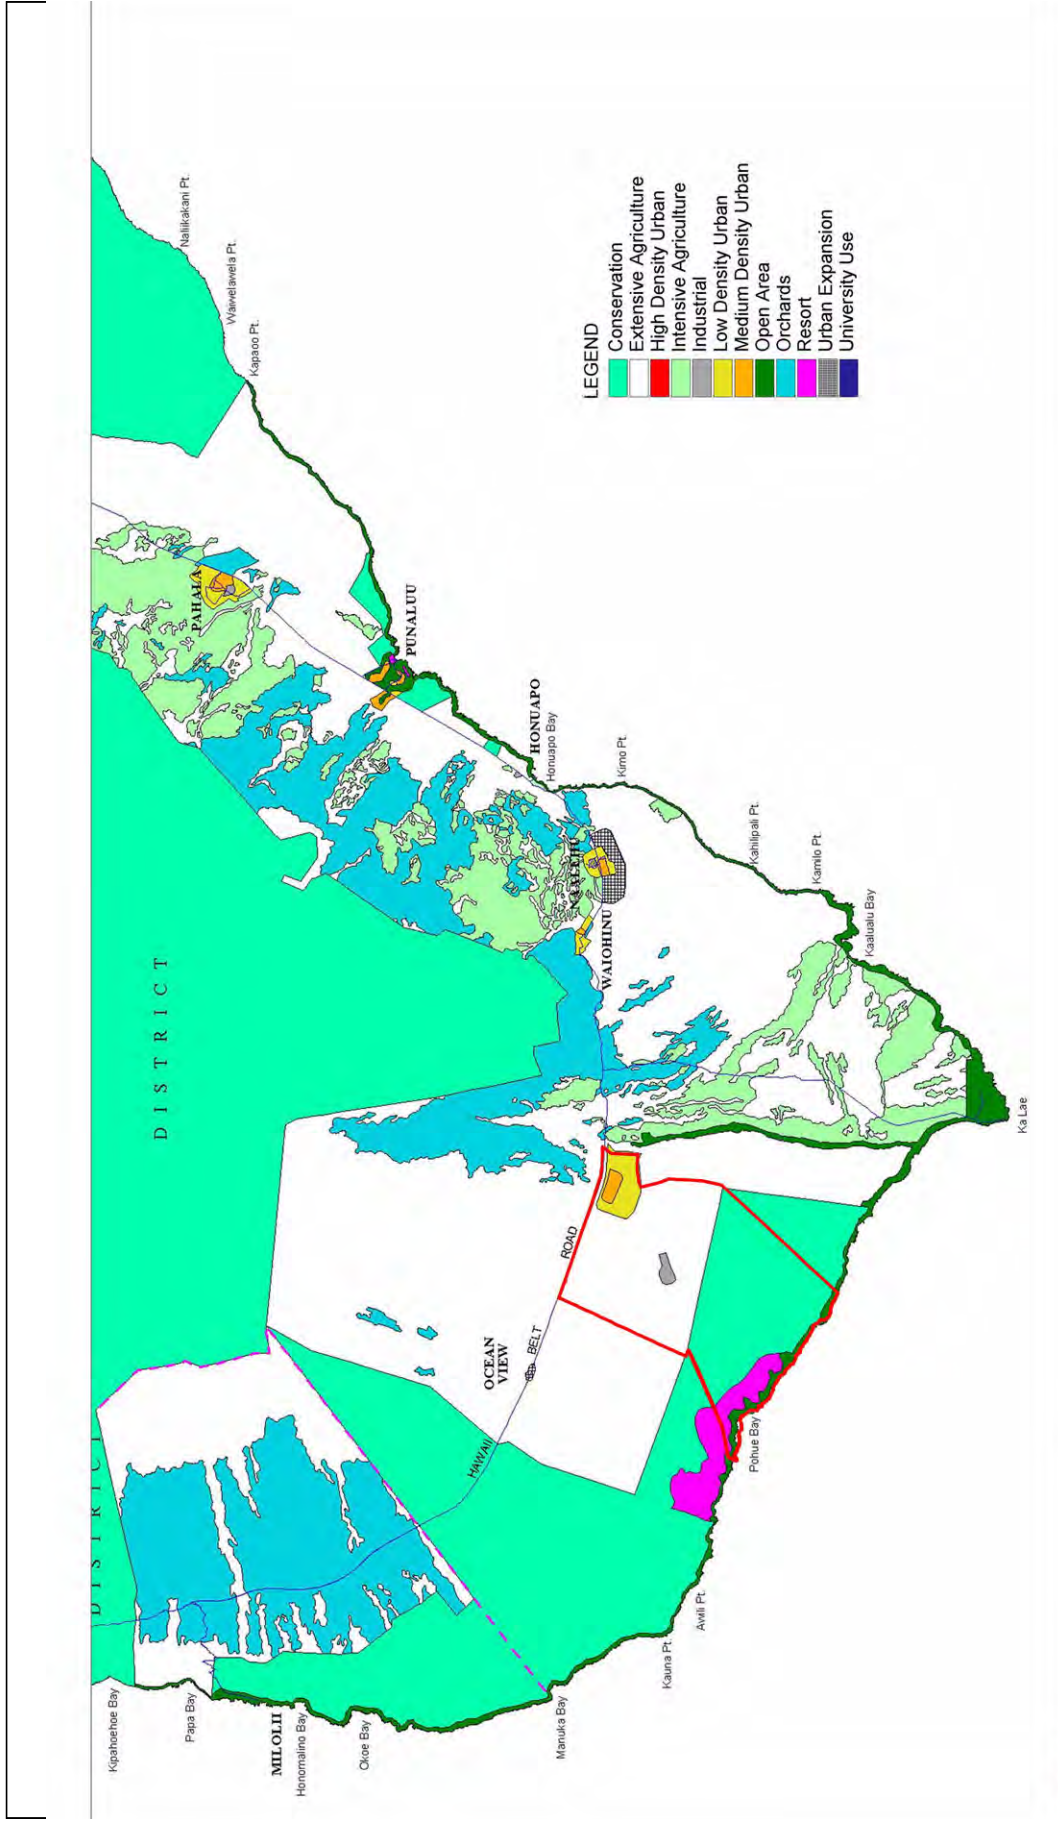 DISTRICT
DISTRICT
Kipahoehoe Bay
Papa Bay
MILOLII
Honomalino Bay
Okoe Bay
Manuka Bay
Kauna Pt.
Awili Pt.
Pohue Bay
HAWAII
BELT
ROAD
OCEAN
VIEW
Ka Lae
Kaalualu Bay
Kamilo Pt.
Kahilipali Pt.
WAIOHINU
NAALEHU
Kimo Pt.
Honuapo Bay
HONUAPO
PUNALUU
PAHALA
Kapaoo Pt.
Waiwelawela Pt.
Naliikakani Pt.
LEGEND
Conservation
Extensive Agriculture
High Density Urban
Intensive Agriculture
Industrial
Low Density Urban
Medium Density Urban
Open Area
Orchards
Resort
Urban Expansion
University Use